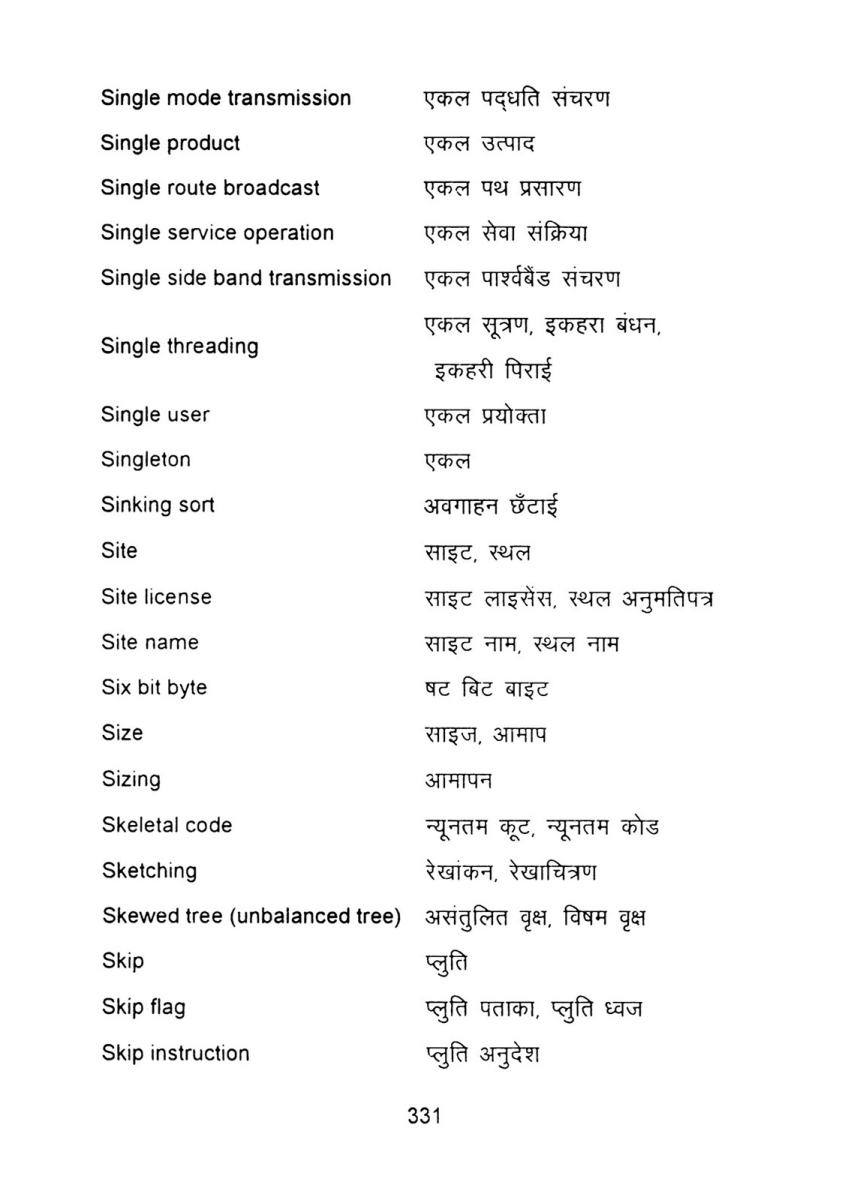 Single mode transmission एकल पद्धति संचरण
Single product एकल उत्पाद
Single route broadcast एकल पथ प्रसारण
Single service operation एकल सेवा संक्रिया
Single side band transmission एकल पार्श्वबैंड संचरण
Single threading एकल सूत्रण, इकहरा बंधन,
इकहरी पिराई
Single user एकल प्रयोक्ता
Singleton एकल
Sinking sort अवगाहन छँटाई
Site साइट, स्थल
Site license साइट लाइसेंस, स्थल अनुमतिपत्र
Site name साइट नाम, स्थल नाम
Six bit byte षट बिट बाइट
Size साइज, आमाप
Sizing आमापन
Skeletal code न्यूनतम कूट, न्यूनतम कोड
Sketching रेखांकन, रेखाचित्रण
Skewed tree (unbalanced tree) असंतुलित वृक्ष, विषम वृक्ष
Skip प्लुति
Skip flag प्लुति पताका, प्लुति ध्वज
Skip instruction प्लुति अनुदेश
331